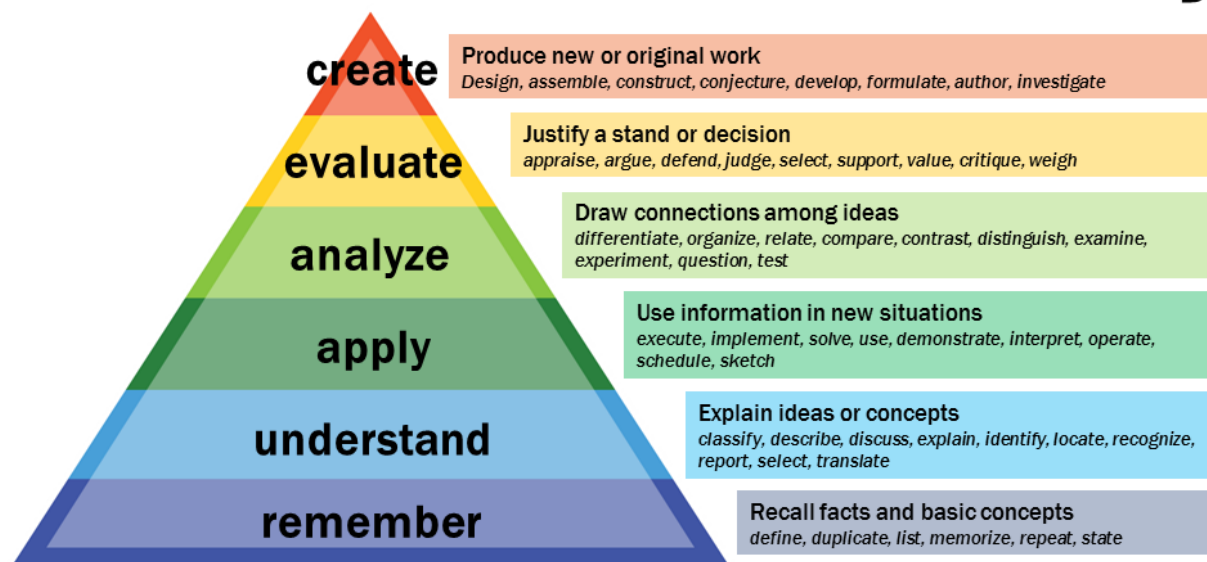 create
Produce new or original work
Design, assemble, construct, conjecture, develop, formulate, author, investigate
evaluate
Justify a stand or decision
appraise, argue, defend, judge, select, support, value, critique, weigh
analyze
Draw connections among ideas
differentiate, organize, relate, compare, contrast, distinguish, examine,
experiment, question, test
apply
Use information in new situations
execute, implement, solve, use, demonstrate, interpret, operate,
schedule, sketch
understand
Explain ideas or concepts
classify, describe, discuss, explain, identify, locate, recognize,
report, select, translate
remember
Recall facts and basic concepts
define, duplicate, list, memorize, repeat, state